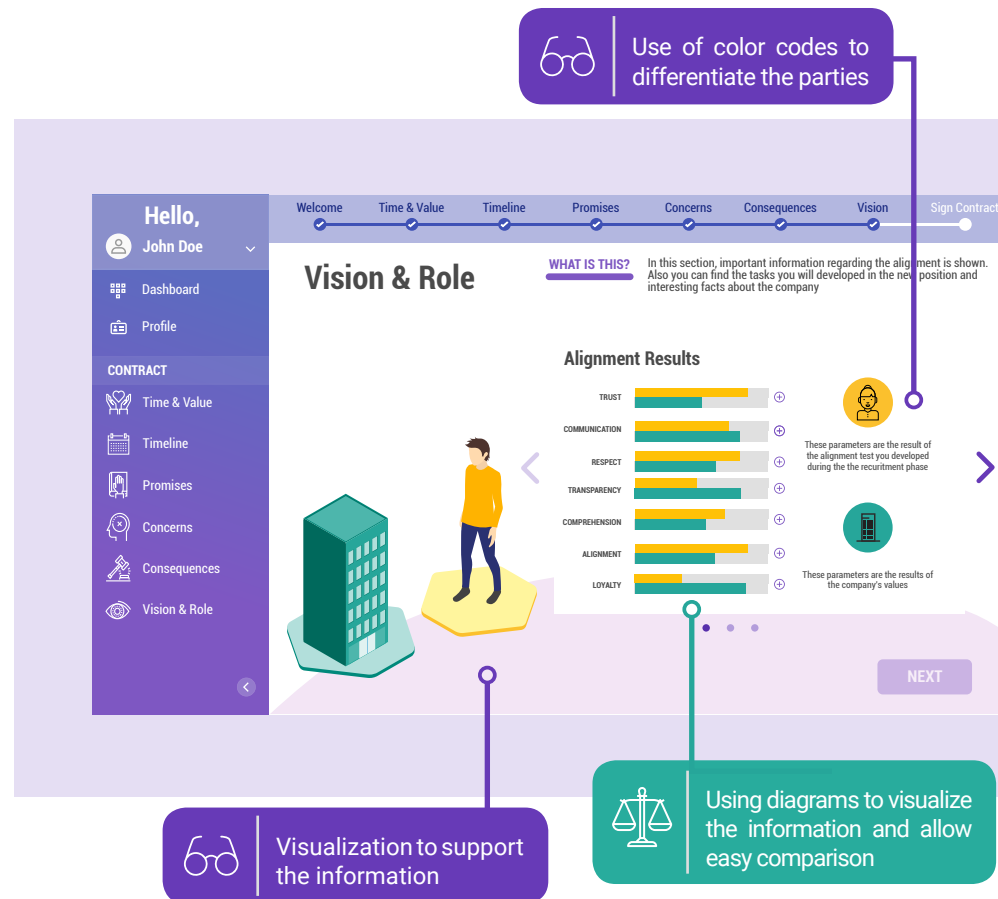 Use of color codes to
differentiate the parties
Hello,
John Doe
Dashboard
Profile
CONTRACT
Time & Value
Timeline
Promises
Concerns
Consequences
Vision & Role
Welcome
Time & Value
Timeline
Promises
Concerns
Consequences
Vision
Sign Contract
Vision & Role
WHAT IS THIS?
In this section, important information regarding the alignment is shown.
Also you can find the tasks you will developed in the new position and
interesting facts about the company
Alignment Results
TRUST
COMMUNICATION
RESPECT
TRANSPARENCY
COMPREHENSION
ALIGNMENT
LOYALTY
These parameters are the result of
the alignment test you developed
during the the recuritment phase
These parameters are the results of
the company's values
NEXT
Visualization to support
the information
Using diagrams to visualize
the information and allow
easy comparison